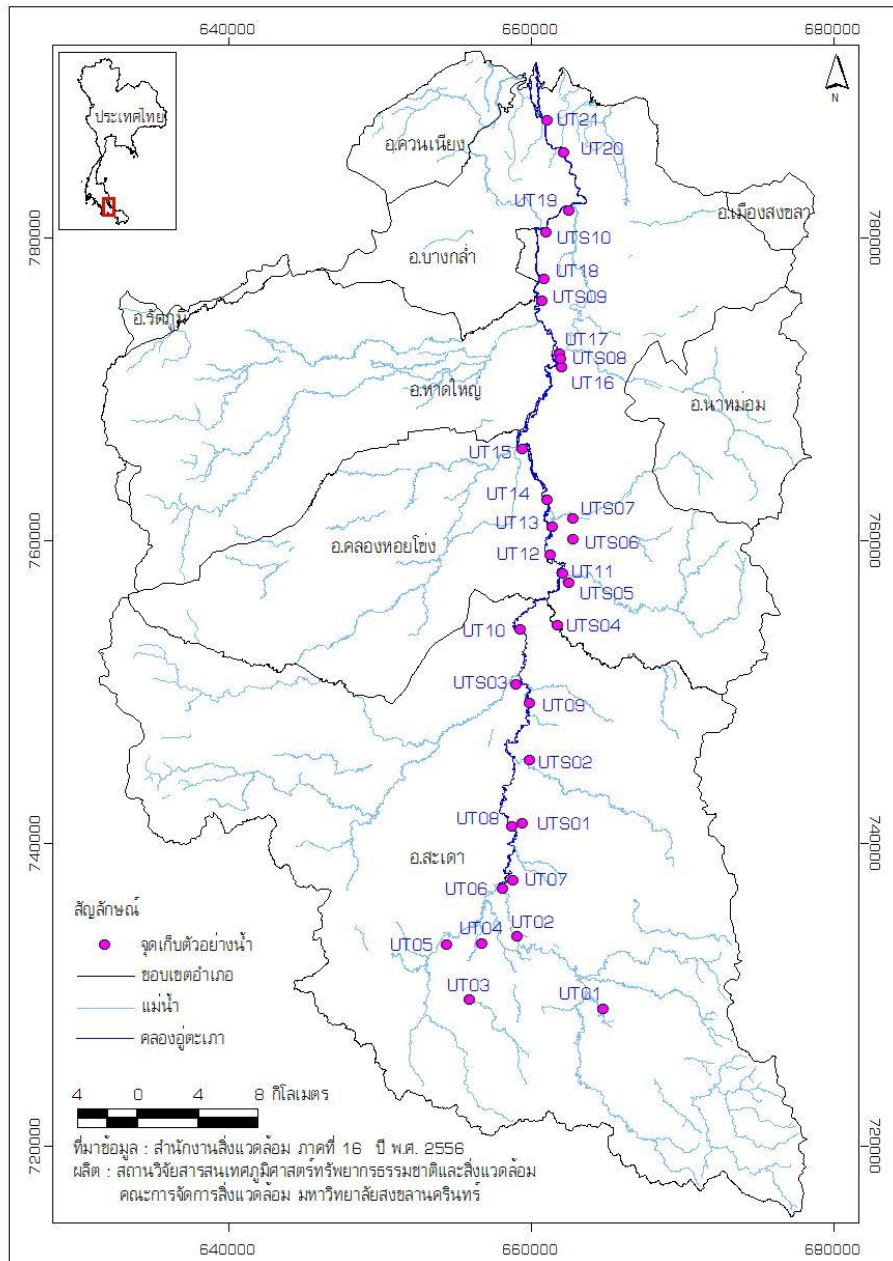 640000
660000
680000
ประเทศไทย
N
UT21
อ.ควนเนียง
UT20
UT19
อ.เมืองสงขลา
780000
780000
UTS10
อ.บางกล่ำ
UT18
UTS09
อ.รัตภูมิ
UT17
UTS08
UT16
อ.หาดใหญ่
อ.นาหม่อม
UT15
UT14
UTS07
UT13
UTS06
760000
760000
อ.คลองหอยโข่ง
UT12
UT11
UTS05
UT10
UTS04
UTS03
UT09
UTS02
740000
740000
UT08
UTS01
อ.สะเดา
UT07
UT06
สัญลักษณ์
UT02
UT04
UT05
จุดเก็บตัวอย่างน้ำ
ขอบเขตอำเภอ
UT03
UT01
แม่น้ำ
คลองอู่ตะเภา
4 0 4 8 กิโลเมตร
ที่มาข้อมูล : สำนักงานสิ่งแวดล้อม ภาคที่ 16 ปี พ.ศ. 2556
ผลิต : สถานวิจัยสารสนเทศภูมิศาสตร์ทรัพยากรธรรมชาติและสิ่งแวดล้อม
คณะการจัดการสิ่งแวดล้อม มหาวิทยาลัยสงขลานครินทร์
720000
720000
640000
660000
680000